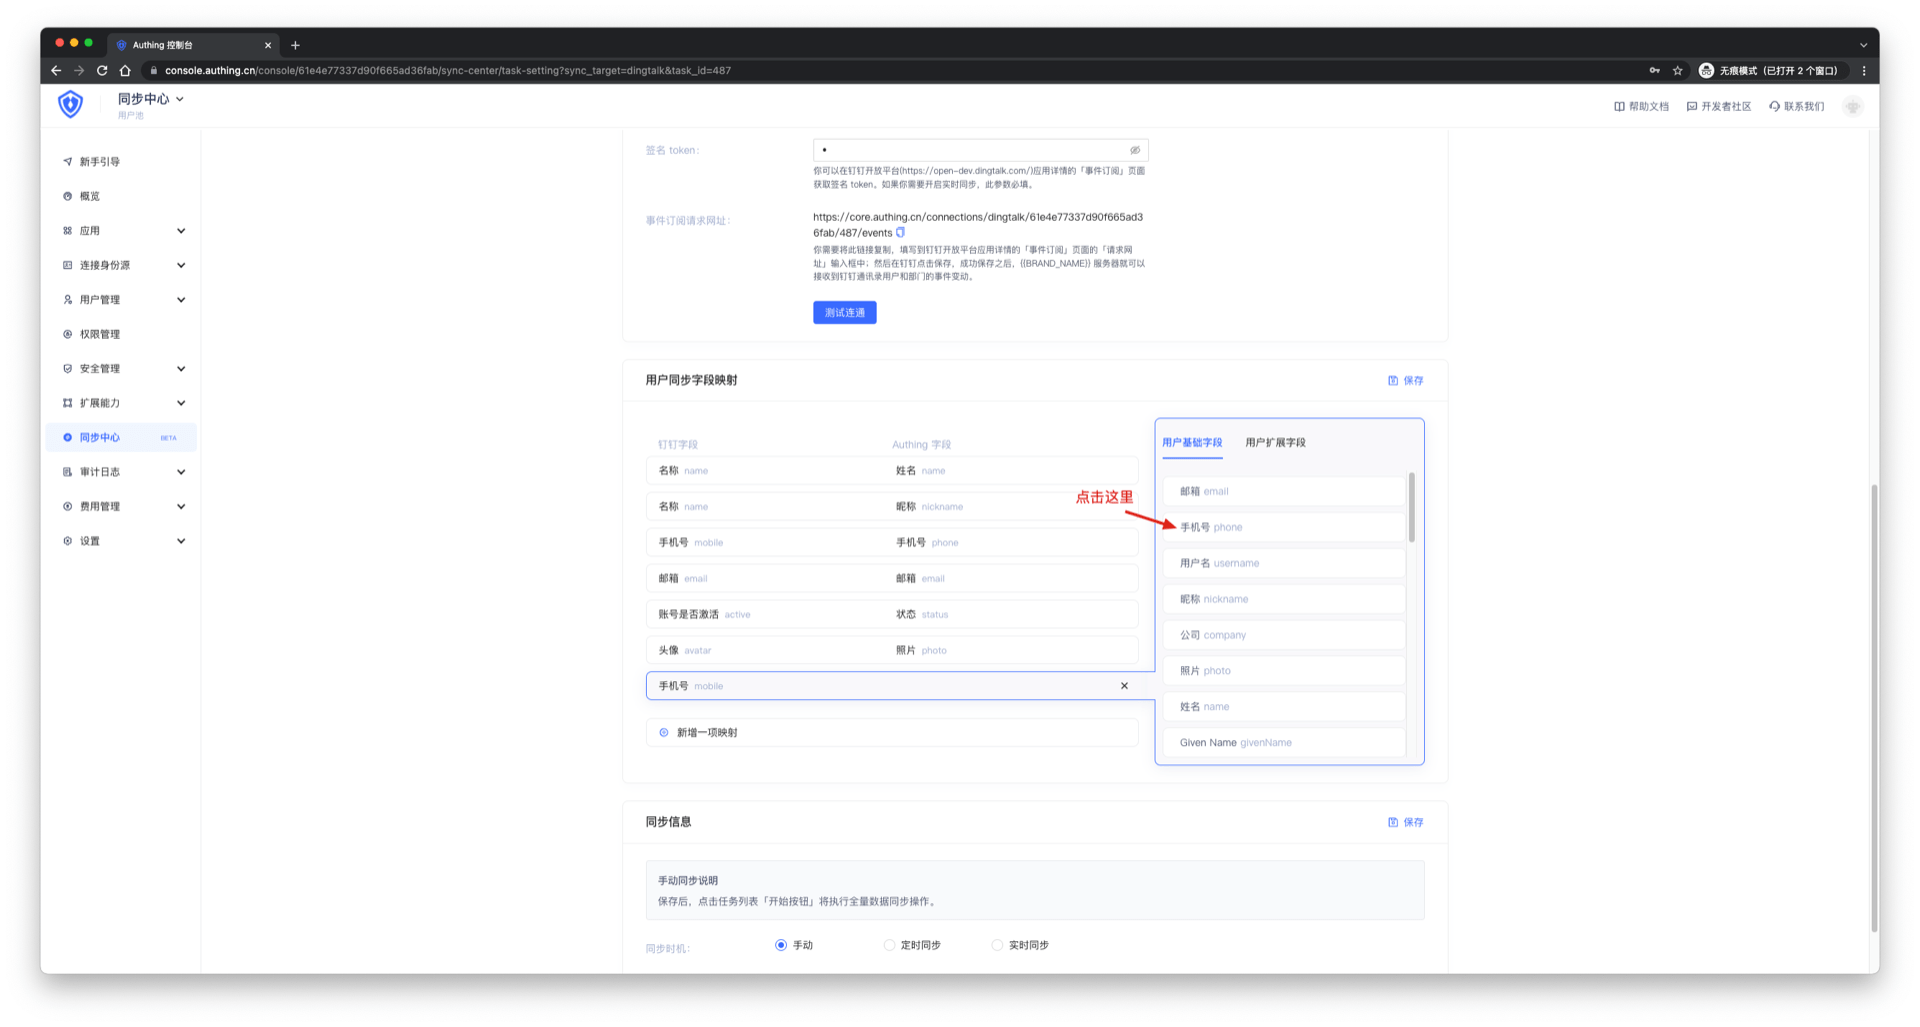 Authing 控制台
console.authing.cn/console/61e4e77337d90f665ad36fab/sync-center/task-setting?sync_target=dingtalk&task_id=487
无痕模式（已打开 2 个窗口）
同步中心
用户池
帮助文档
开发者社区
联系我们
新手引导
概览
应用
连接身份源
用户管理
权限管理
安全管理
扩展能力
同步中心 BETA
审计日志
费用管理
设置
签名 token：
•
你可以在钉钉开放平台(https://open-dev.dingtalk.com/)应用详情的「事件订阅」页面
获取签名 token。如果你需要开启实时同步，此参数必填。
事件订阅请求网址：
https://core.authing.cn/connections/dingtalk/61e4e77337d90f665ad3
6fab/487/events
你需要将此链接复制，填写到钉钉开放平台应用详情的「事件订阅」页面的「请求网
址」输入框中；然后在钉钉点击保存，成功保存之后，{{BRAND_NAME}} 服务器就可以
接收到钉钉通讯录用户和部门的事件变动。
测试连通
用户同步字段映射
保存
钉钉字段
Authing 字段
名称 name
姓名 name
名称 name
昵称 nickname
手机号 mobile
手机号 phone
邮箱 email
邮箱 email
账号是否激活 active
状态 status
头像 avatar
照片 photo
手机号 mobile
新增一项映射
点击这里
用户基础字段
用户扩展字段
邮箱 email
手机号 phone
用户名 username
昵称 nickname
公司 company
照片 photo
姓名 name
Given Name givenName
同步信息
保存
手动同步说明
保存后，点击任务列表「开始按钮」将执行全量数据同步操作。
同步时机：
手动
定时同步
实时同步